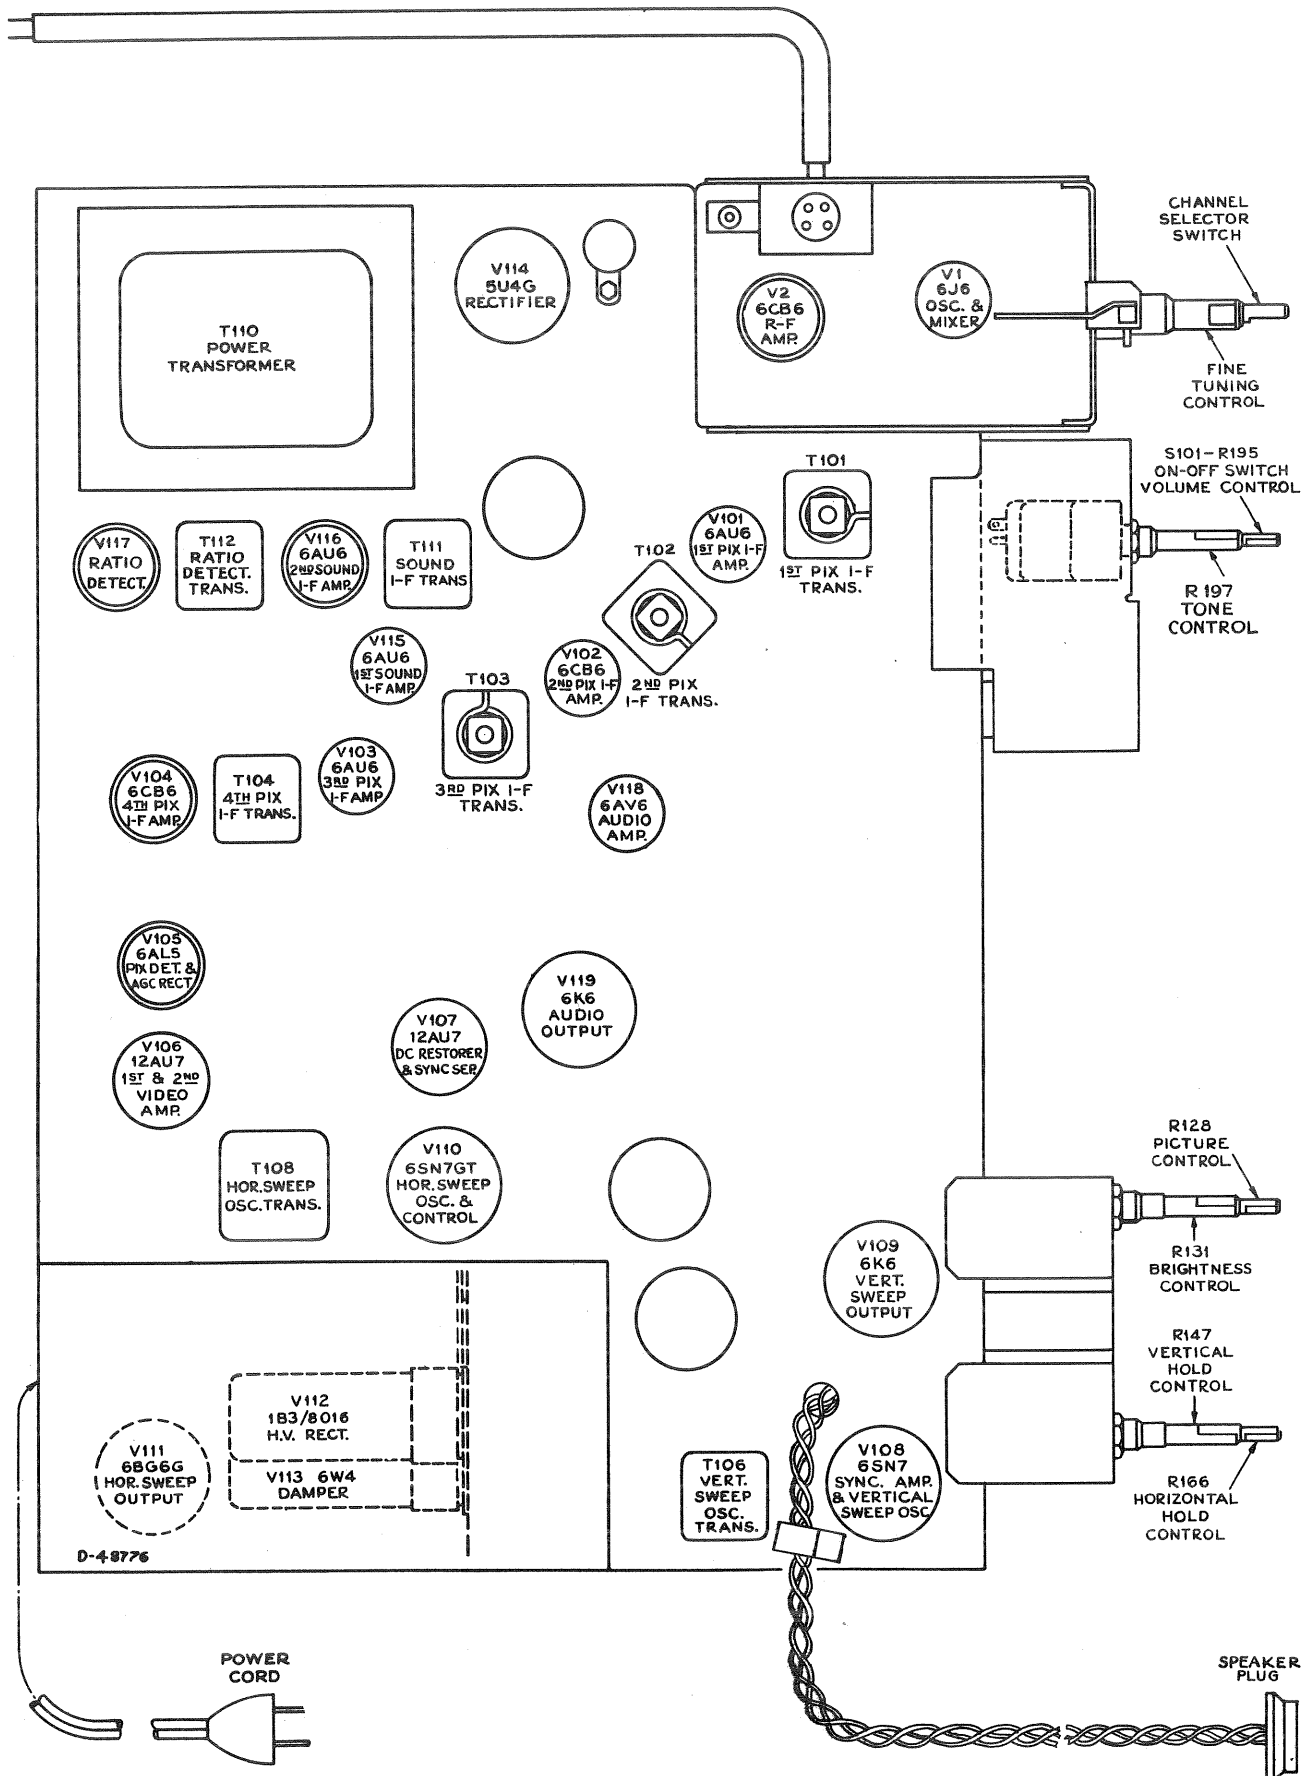 CHANNEL
SELECTOR
SWITCH
V114
5U4G
RECTIFIER
V2
6CB6
R-F
AMP.
V1
6J6
OSC. &
MIXER
T110
POWER
TRANSFORMER
FINE
TUNING
CONTROL
S101-R195
ON-OFF SWITCH
VOLUME CONTROL
T101
1ST PIX I-F
TRANS.
V101
6AU6
1ST PIX I-F
AMP.
V117
RATIO
DETECT.
T112
RATIO
DETECT.
TRANS.
V116
6AU6
2ND SOUND
I-F AMP.
T111
SOUND
I-F TRANS
T102
2ND PIX
I-F TRANS.
R197
TONE
CONTROL
V115
6AU6
1ST SOUND
I-F AMP.
V102
6CB6
2ND PIX I-F
AMP.
T103
3RD PIX I-F
TRANS.
V104
6CB6
4TH PIX
I-F AMP.
T104
4TH PIX
I-F TRANS.
V103
6AU6
3RD PIX
I-F AMP
V118
6AV6
AUDIO
AMP.
V105
6AL5
PIX DET. &
AGC RECT
V119
6K6
AUDIO
OUTPUT
V107
12AU7
DC RESTORER
& SYNC SEP.
V106
12AU7
1ST & 2ND
VIDEO
AMP.
T108
HOR. SWEEP
OSC. TRANS.
V110
6SN7GT
HOR. SWEEP
OSC. &
CONTROL
R128
PICTURE
CONTROL
V109
6K6
VERT.
SWEEP
OUTPUT
R131
BRIGHTNESS
CONTROL
R147
VERTICAL
HOLD
CONTROL
V112
1B3/8016
H.V. RECT.
V111
6BG6G
HOR. SWEEP
OUTPUT
V113 6W4
DAMPER
T106
VERT.
SWEEP
OSC.
TRANS.
V108
6SN7
SYNC. AMP.
& VERTICAL
SWEEP OSC
R166
HORIZONTAL
HOLD
CONTROL
D-48776
POWER
CORD
SPEAKER
PLUG